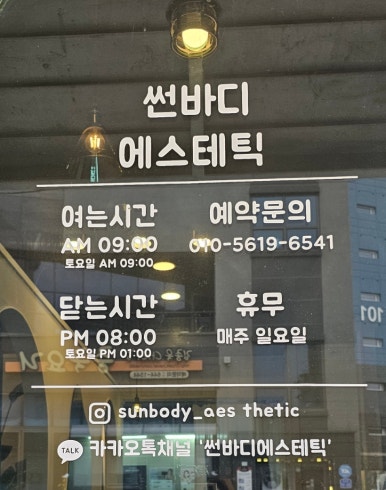 썬바디
에스테틱
여는시간 예약문의
AM 09:00 010-5619-6541
토요일 AM 09:00
닫는시간 휴무
PM 08:00 매주 일요일
토요일 PM 01:00
sunbody_aes thetic
TALK 카카오톡채널 '썬바디에스테틱'
101